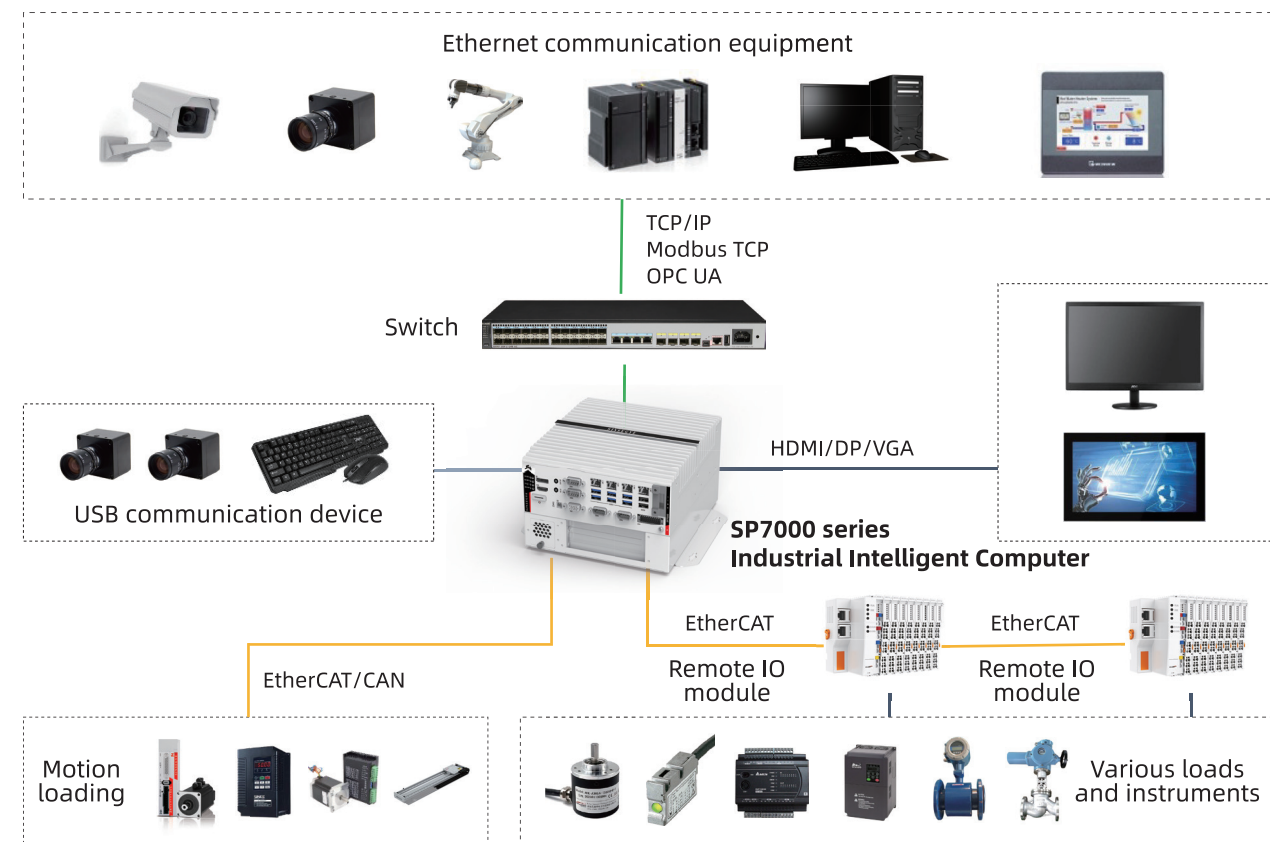 Ethernet communication equipment
TCP/IP
Modbus TCP
OPC UA
Switch
HDMI/DP/VGA
USB communication device
SP7000 series
Industrial Intelligent Computer
EtherCAT
EtherCAT
Remote IO
module
Remote IO
module
EtherCAT/CAN
Motion
loading
Various loads
and instruments